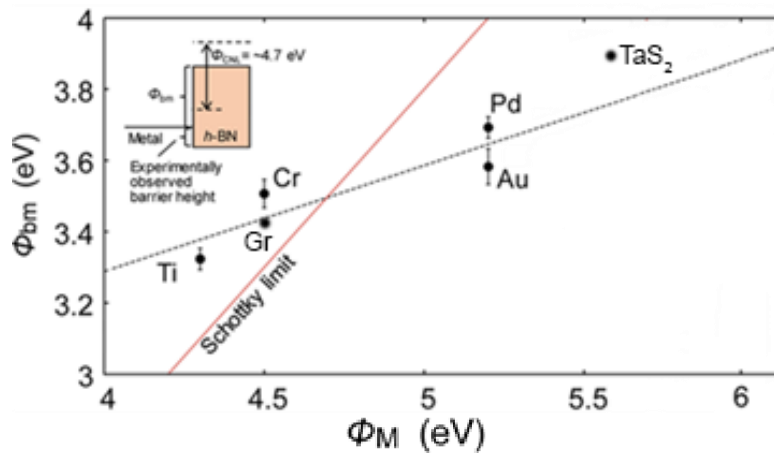 4
3.8
3.6
3.4
3.2
3
Φbm (eV)
ΦCNL = ~4.7 eV
Φbm
Metal
h-BN
Experimentally
observed
barrier height
TaS₂
Pd
Au
Cr
Gr
Ti
Schottky limit
4 4.5 5 5.5 6
ΦM (eV)